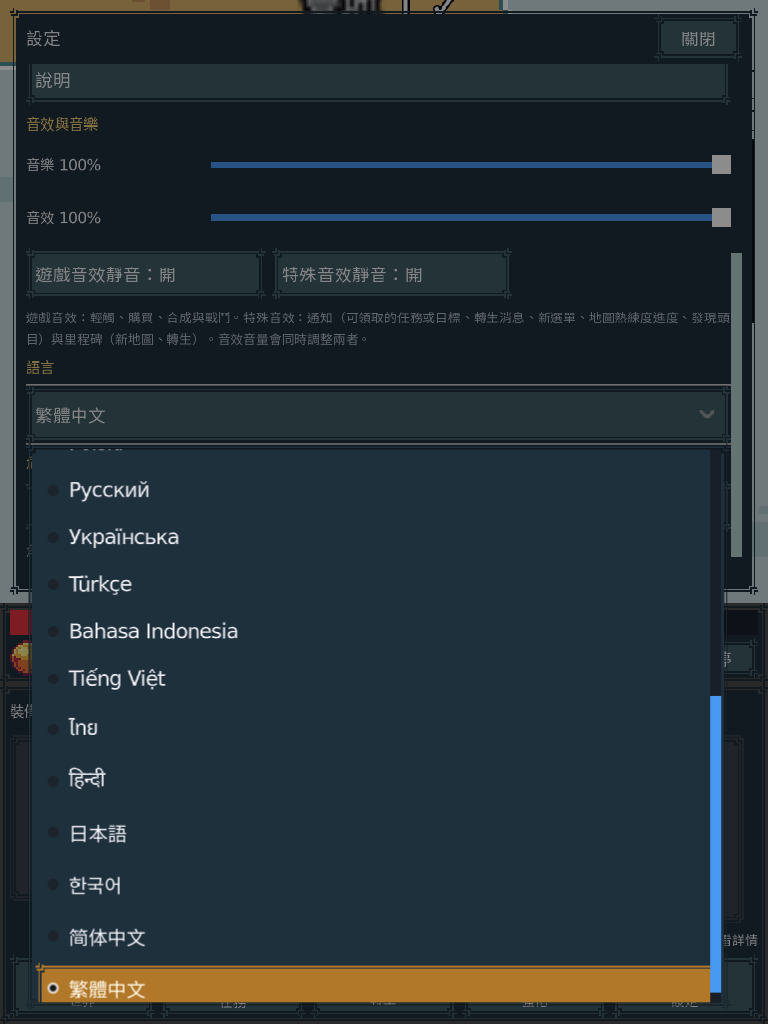 設定
關閉
說明
音效與音樂
音樂 100%
音效 100%
遊戲音效靜音：開
特殊音效靜音：開
遊戲音效：輕觸、購買、合成與戰鬥。特殊音效：通知（可領取的任務或目標、轉生消息、新選單、地圖熟練度進度、發現頭
目）與里程碑（新地圖、轉生）。音效音量會同時調整兩者。
語言
繁體中文
Русский
Українська
Türkçe
Bahasa Indonesia
Tiếng Việt
ไทย
हिन्दी
日本語
한국어
简体中文
繁體中文